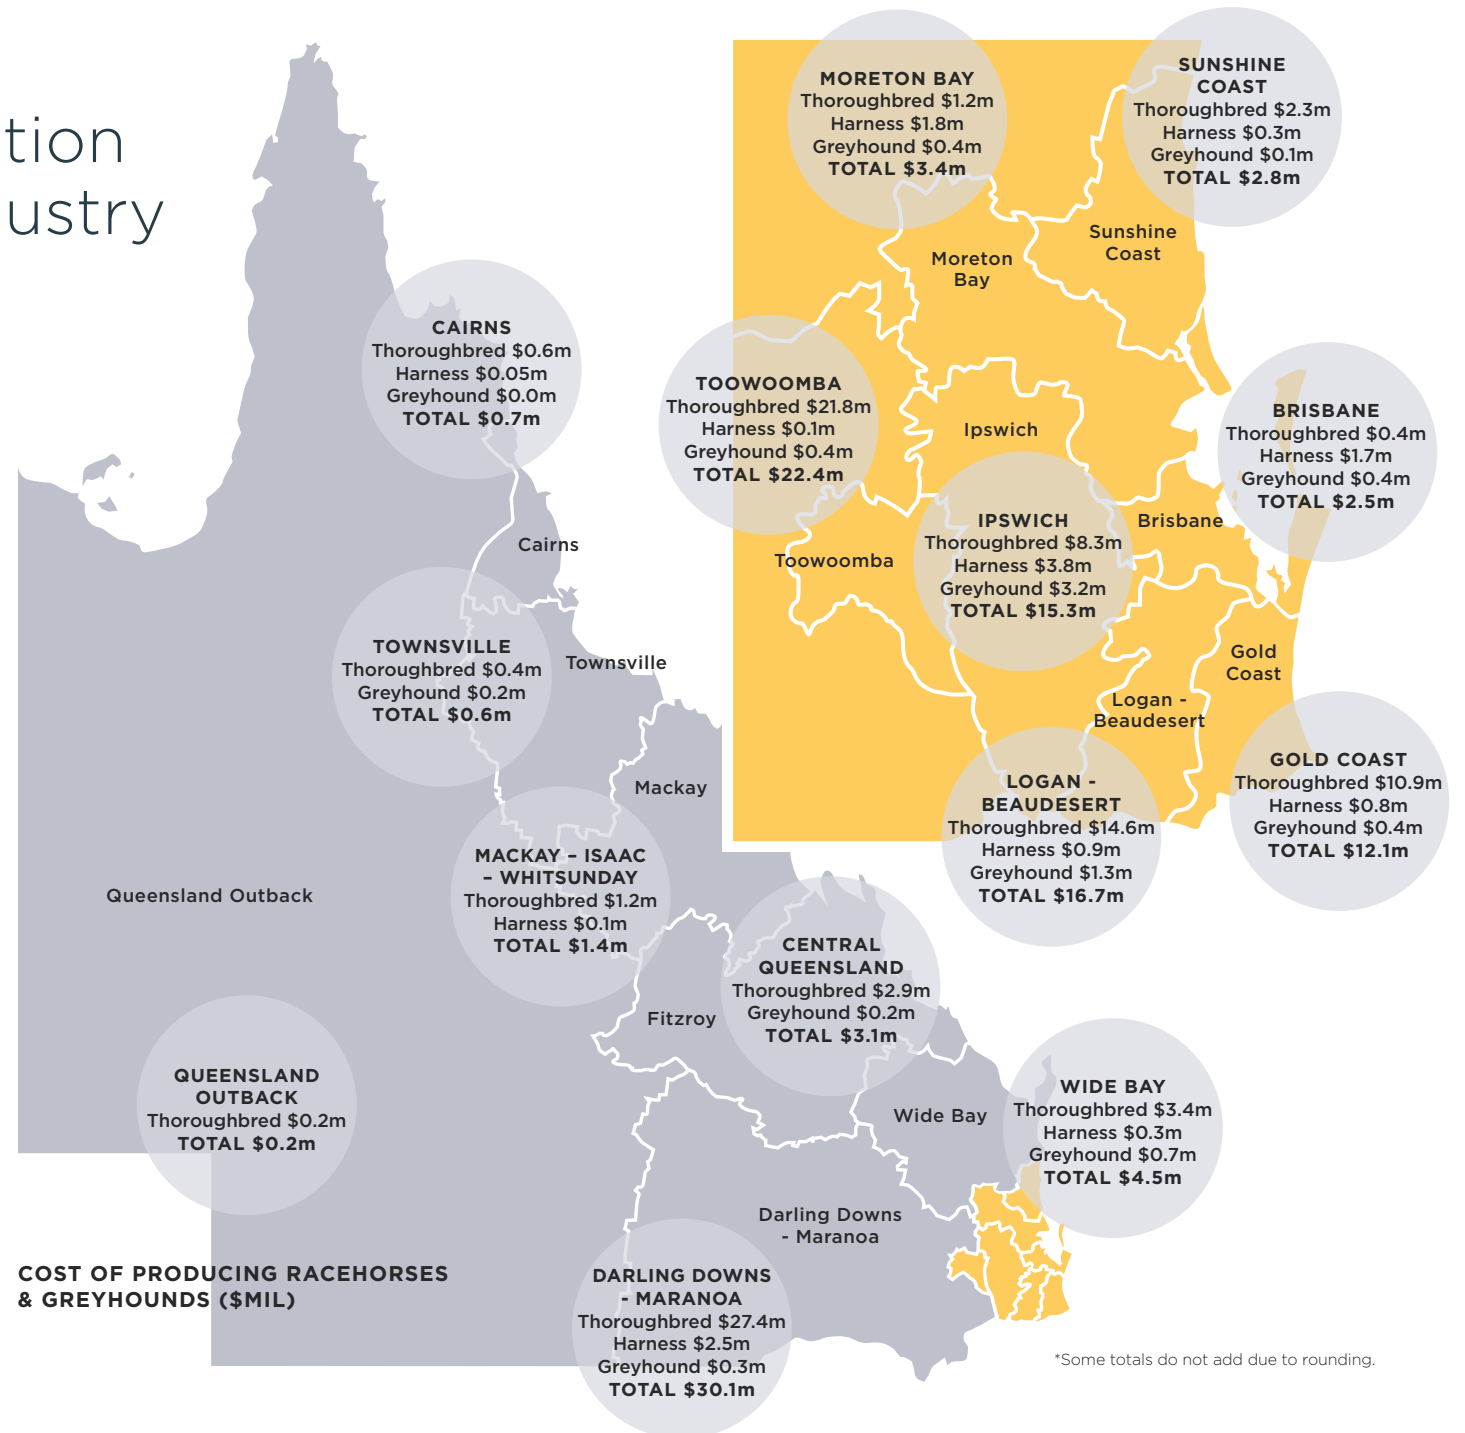 tion
ustry
MORETON BAY
Thoroughbred $1.2m
Harness $1.8m
Greyhound $0.4m
TOTAL $3.4m
SUNSHINE
COAST
Thoroughbred $2.3m
Harness $0.3m
Greyhound $0.1m
TOTAL $2.8m
Sunshine
Coast
Moreton
Bay
CAIRNS
Thoroughbred $0.6m
Harness $0.05m
Greyhound $0.0m
TOTAL $0.7m
TOOWOOMBA
Thoroughbred $21.8m
Harness $0.1m
Greyhound $0.4m
TOTAL $22.4m
Ipswich
BRISBANE
Thoroughbred $0.4m
Harness $1.7m
Greyhound $0.4m
TOTAL $2.5m
IPSWICH
Thoroughbred $8.3m
Harness $3.8m
Greyhound $3.2m
TOTAL $15.3m
Brisbane
Cairns
Toowoomba
TOWNSVILLE
Thoroughbred $0.4m
Greyhound $0.2m
TOTAL $0.6m
Townsville
Gold
Coast
Logan -
Beaudesert
GOLD COAST
Thoroughbred $10.9m
Harness $0.8m
Greyhound $0.4m
TOTAL $12.1m
LOGAN -
BEAUDESERT
Thoroughbred $14.6m
Harness $0.9m
Greyhound $1.3m
TOTAL $16.7m
Mackay
MACKAY – ISAAC
– WHITSUNDAY
Thoroughbred $1.2m
Harness $0.1m
TOTAL $1.4m
Queensland Outback
CENTRAL
QUEENSLAND
Thoroughbred $2.9m
Greyhound $0.2m
TOTAL $3.1m
Fitzroy
QUEENSLAND
OUTBACK
Thoroughbred $0.2m
TOTAL $0.2m
Wide Bay
WIDE BAY
Thoroughbred $3.4m
Harness $0.3m
Greyhound $0.7m
TOTAL $4.5m
Darling Downs
- Maranoa
COST OF PRODUCING RACEHORSES
& GREYHOUNDS ($MIL)
DARLING DOWNS
- MARANOA
Thoroughbred $27.4m
Harness $2.5m
Greyhound $0.3m
TOTAL $30.1m
*Some totals do not add due to rounding.